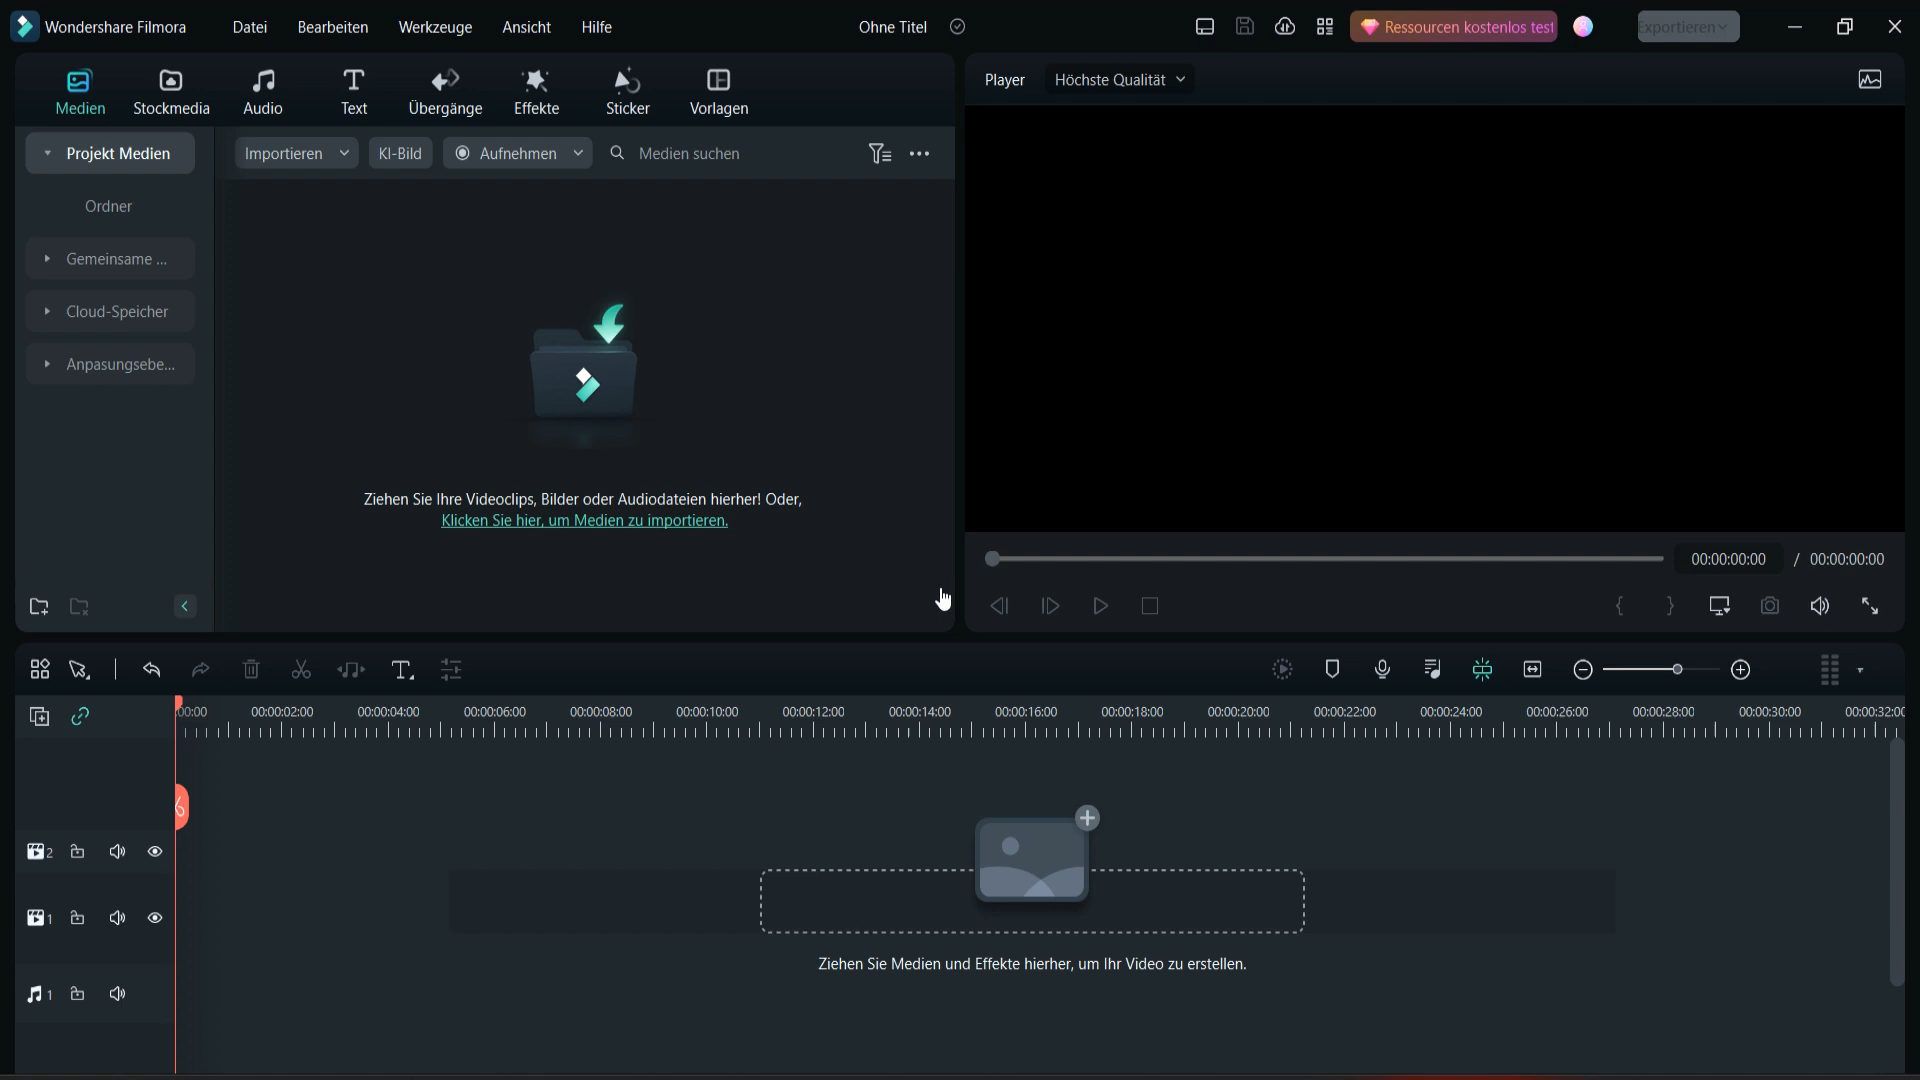 Wondershare Filmora
Datei
Bearbeiten
Werkzeuge
Ansicht
Hilfe
Ohne Titel
Ressourcen kostenlos test
Exportieren
Medien
Stockmedia
Audio
Text
Übergänge
Effekte
Sticker
Vorlagen
Player
Höchste Qualität
Projekt Medien
Importieren
KI-Bild
Aufnehmen
Medien suchen
Ordner
Gemeinsame ...
Cloud-Speicher
Anpasungsebe...
Ziehen Sie Ihre Videoclips, Bilder oder Audiodateien hierher! Oder,
Klicken Sie hier, um Medien zu importieren.
00:00:00:00 / 00:00:00:00
{ }
:00:00
00:00:02:00
00:00:04:00
00:00:06:00
00:00:08:00
00:00:10:00
00:00:12:00
00:00:14:00
00:00:16:00
00:00:18:00
00:00:20:00
00:00:22:00
00:00:24:00
00:00:26:00
00:00:28:00
00:00:30:00
00:00:32:00
2
1
Ziehen Sie Medien und Effekte hierher, um Ihr Video zu erstellen.
1